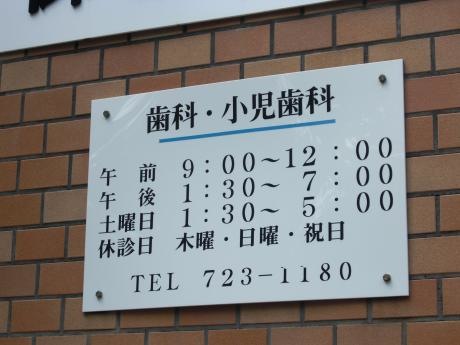 歯科・小児歯科
午前 9:00～12:00
午後 1:30～ 7:00
土曜日 1:30～ 5:00
休診日 木曜・日曜・祝日
TEL 723-1180